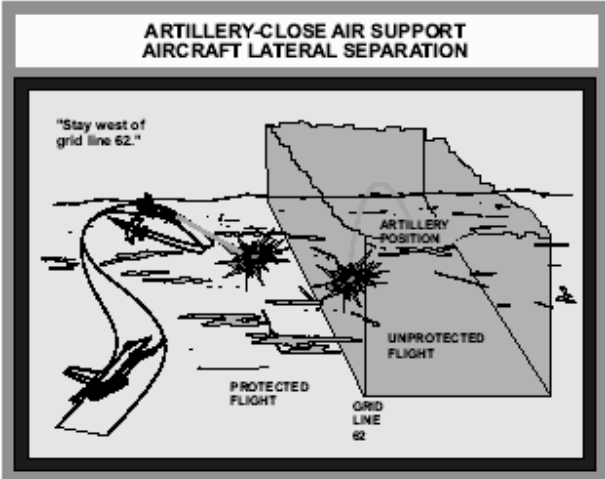 ARTILLERY-CLOSE AIR SUPPORT
AIRCRAFT LATERAL SEPARATION
"Stay west of
grid line 62."
ARTILLERY
POSITION
UNPROTECTED
FLIGHT
PROTECTED
FLIGHT
GRID
LINE
62